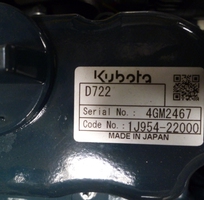 Kubota
D722
Serial No. : 4GM2467
Code No. : 1J954-22000
MADE IN JAPAN